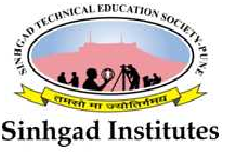 SINHGAD TECHNICAL EDUCATION SOCIETY-PUNE
तमसो मा ज्योतिर्गमय
Sinhgad Institutes